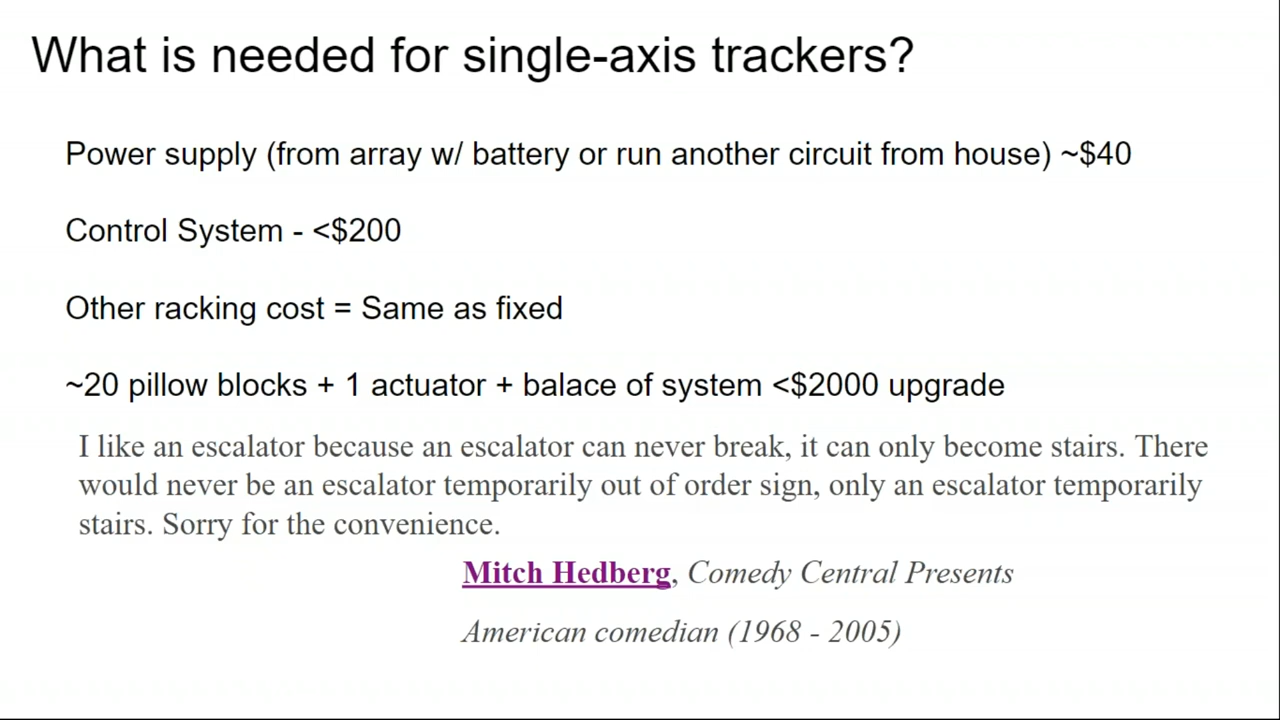 What is needed for single-axis trackers?
Power supply (from array w/ battery or run another circuit from house) ~$40
Control System - <$200
Other racking cost = Same as fixed
~20 pillow blocks + 1 actuator + balace of system <$2000 upgrade
I like an escalator because an escalator can never break, it can only become stairs. There
would never be an escalator temporarily out of order sign, only an escalator temporarily
stairs. Sorry for the convenience.
Mitch Hedberg, Comedy Central Presents
American comedian (1968 - 2005)